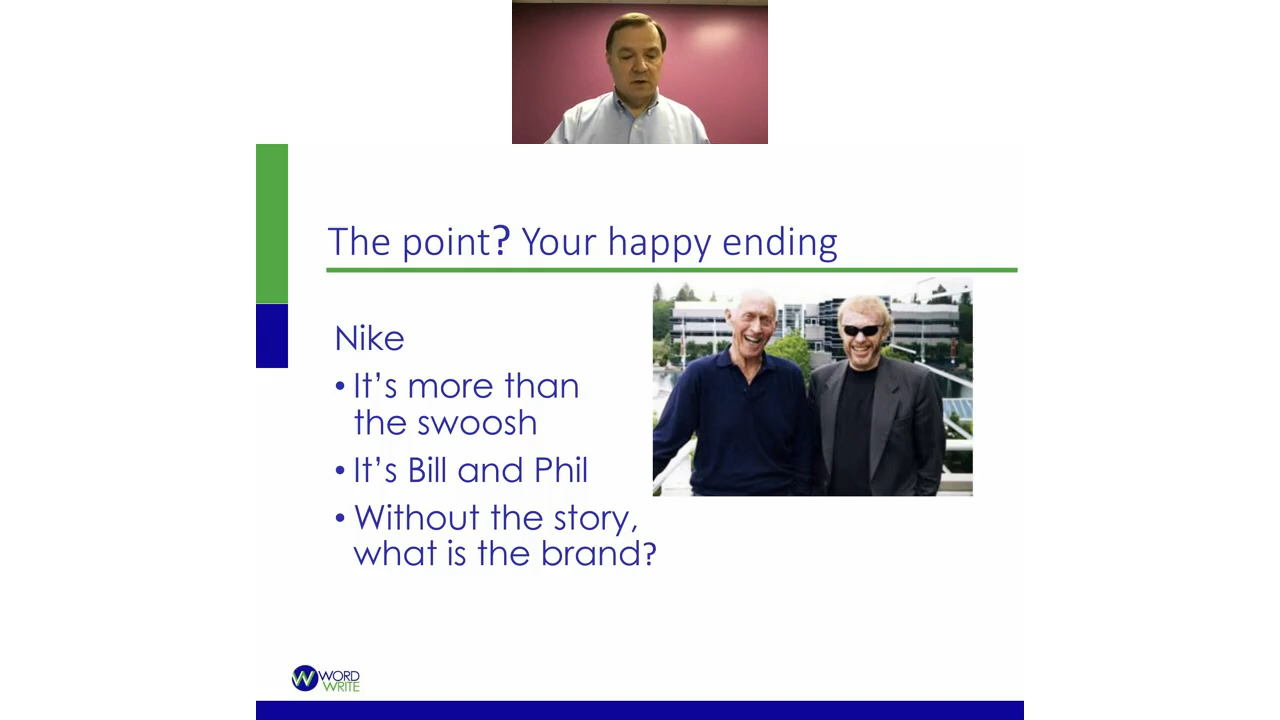 The point? Your happy ending
Nike
• It’s more than
the swoosh
• It’s Bill and Phil
• Without the story,
what is the brand?
WORD
WRITE